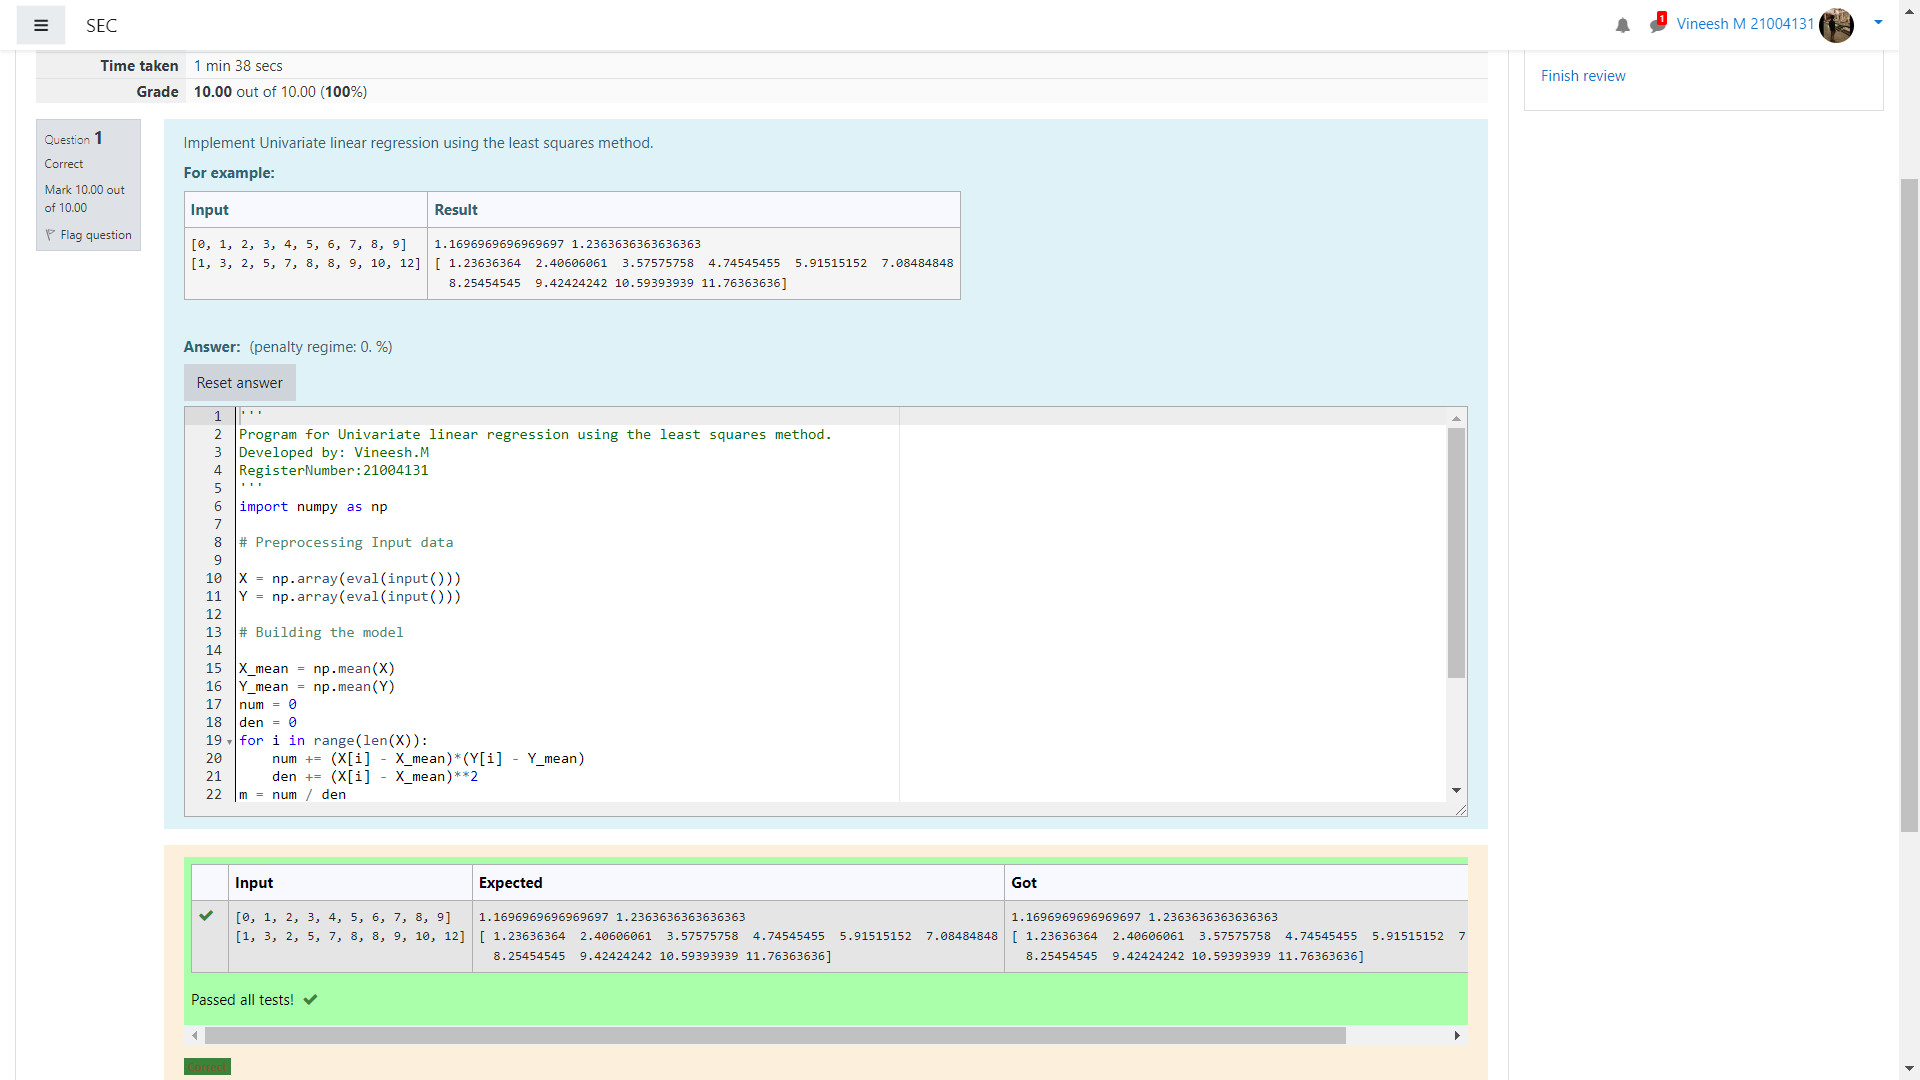 SEC
1
Vineesh M 21004131
Time taken 1 min 38 secs
Grade 10.00 out of 10.00 (100%)
Finish review
Question 1
Correct
Mark 10.00 out
of 10.00
Flag question
Implement Univariate linear regression using the least squares method.
For example:
Input Result
[0, 1, 2, 3, 4, 5, 6, 7, 8, 9] 1.1696969696969697 1.2363636363636363
[1, 3, 2, 5, 7, 8, 8, 9, 10, 12] [ 1.23636364  2.40606061  3.57575758  4.74545455  5.91515152  7.08484848
8.25454545  9.42424242 10.59393939 11.76363636]
Answer: (penalty regime: 0. %)
Reset answer
1 '''
2 Program for Univariate linear regression using the least squares method.
3 Developed by: Vineesh.M
4 RegisterNumber:21004131
5 '''
6 import numpy as np
7
8 # Preprocessing Input data
9
10 X = np.array(eval(input()))
11 Y = np.array(eval(input()))
12
13 # Building the model
14
15 X_mean = np.mean(X)
16 Y_mean = np.mean(Y)
17 num = 0
18 den = 0
19 for i in range(len(X)):
20     num += (X[i] - X_mean)*(Y[i] - Y_mean)
21     den += (X[i] - X_mean)**2
22 m = num / den
Input Expected Got
[0, 1, 2, 3, 4, 5, 6, 7, 8, 9] 1.1696969696969697 1.2363636363636363 1.1696969696969697 1.2363636363636363
[1, 3, 2, 5, 7, 8, 8, 9, 10, 12] [ 1.23636364  2.40606061  3.57575758  4.74545455  5.91515152  7.08484848 [ 1.23636364  2.40606061  3.57575758  4.74545455  5.91515152  7
8.25454545  9.42424242 10.59393939 11.76363636] 8.25454545  9.42424242 10.59393939 11.76363636]
Passed all tests!
Correct